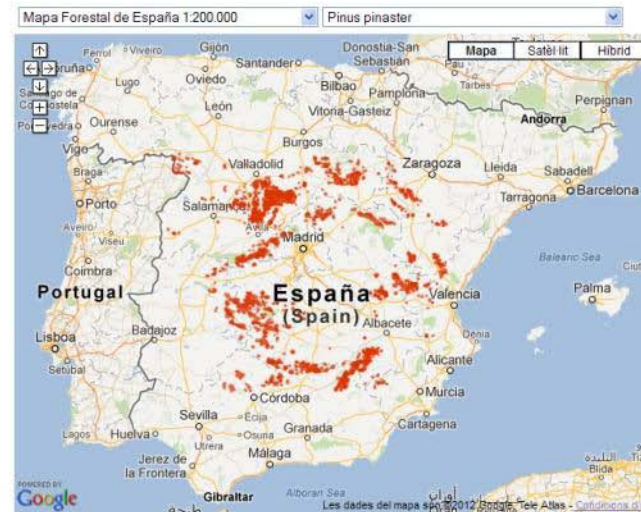 Mapa Forestal de España 1:200.000
Pinus pinaster
Mapa
Satèl·lit
Híbrid
Ferrol
Viveiro
Gijón
Santander
Donostia-San
Sebastián
Pau
Tarbes
Oviedo
Bilbao
Pamplona
Lugo
León
Vitoria-Gasteiz
Perpignan
Andorra
Ourense
Burgos
Vigo
Braga
Valladolid
Zaragoza
Lleida
Sabadell
Barcelona
Tarragona
Porto
Salamanca
Aveiro
Viseu
Ávila
Madrid
Coimbra
Balearic Sea
Portugal
España
(Spain)
Valencia
Palma
Lisboa
Badajoz
Albacete
Denia
Setúbal
Alicante
Córdoba
Murcia
Sevilla
Écija
Cartagena
Lagos
Huelva
Utrera
Osuna
Granada
Jerez de
la Frontera
Málaga
Blida
POWERED BY
Google
Gibraltar
Alboran Sea
Les dades del mapa són ©2012 Google, Tele Atlas -